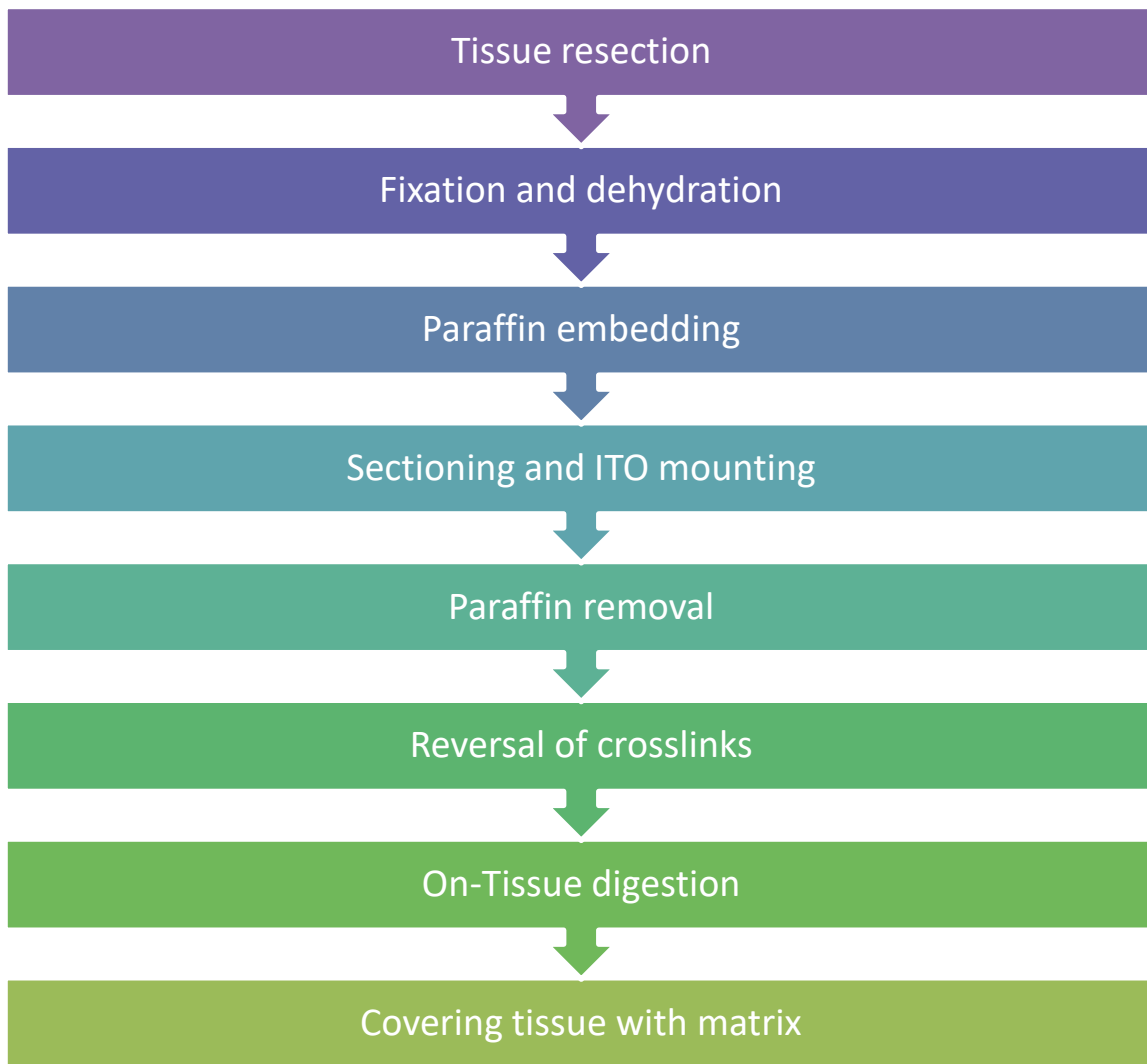 Tissue resection
Fixation and dehydration
Paraffin embedding
Sectioning and ITO mounting
Paraffin removal
Reversal of crosslinks
On-Tissue digestion
Covering tissue with matrix